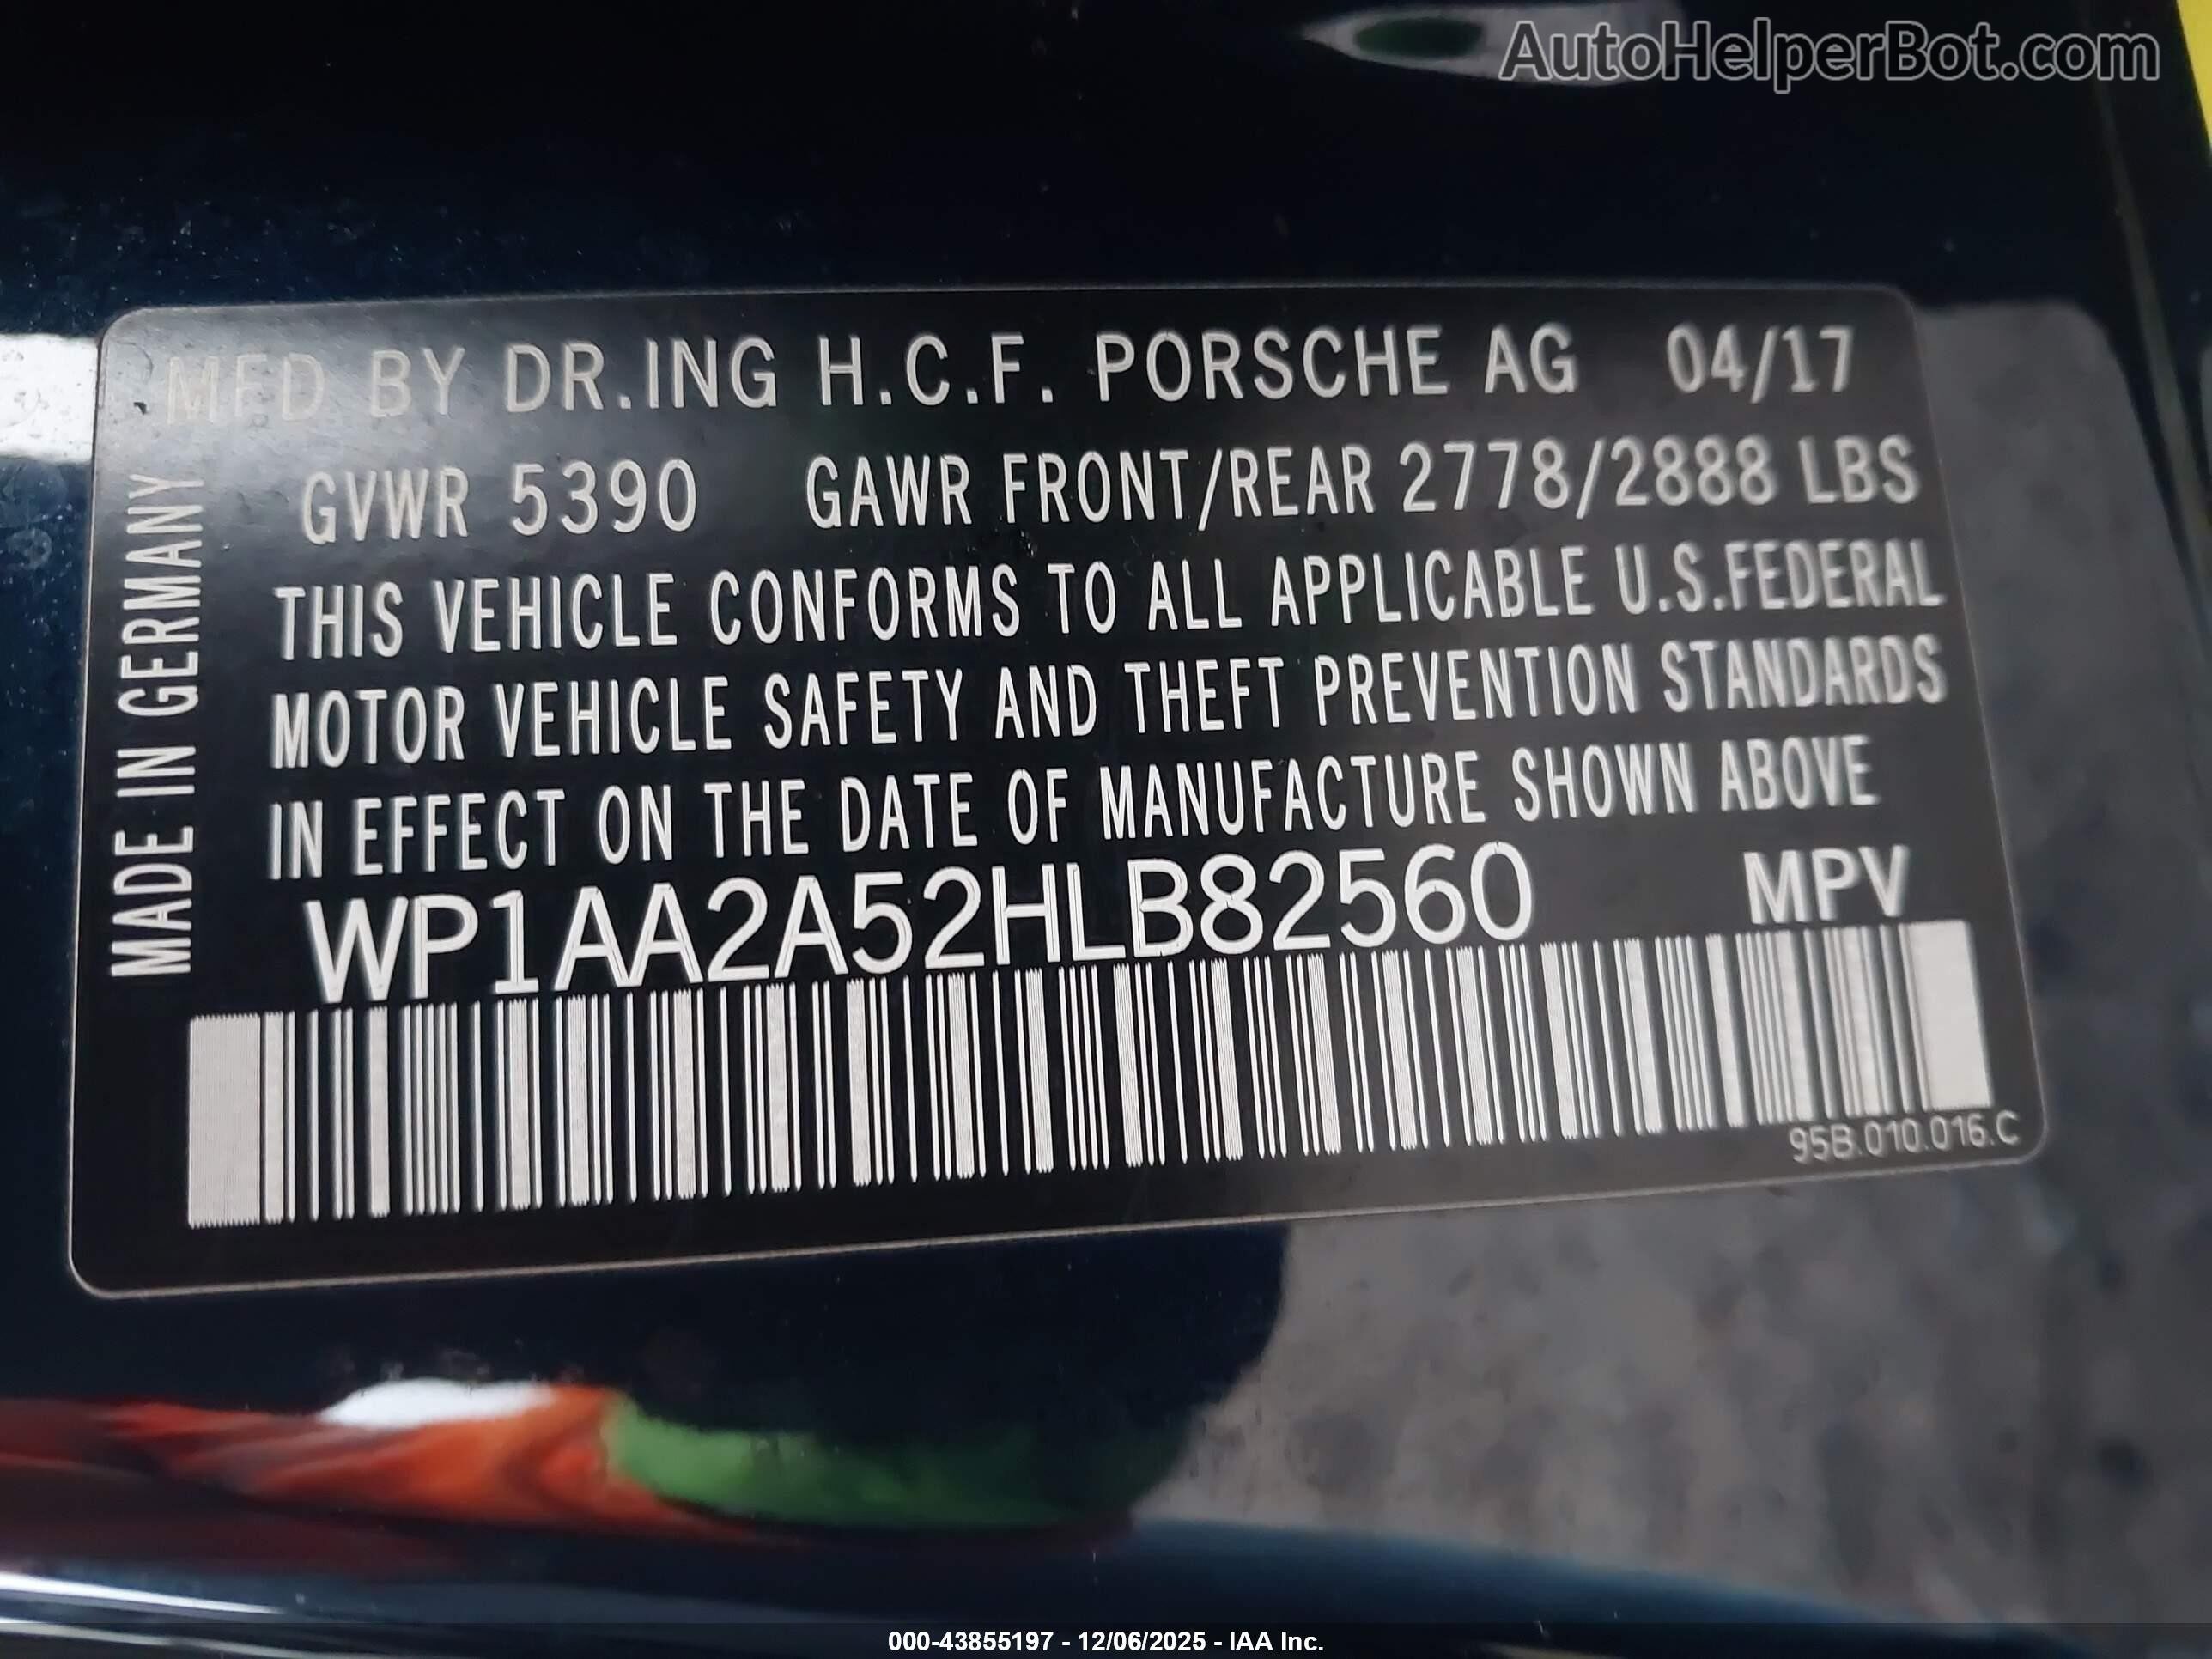 AutoHelperBot.com
MFD BY DR.ING H.C.F. PORSCHE AG 04/17
GVWR 5390 GAWR FRONT/REAR 2778/2888 LBS
THIS VEHICLE CONFORMS TO ALL APPLICABLE U.S.FEDERAL
MOTOR VEHICLE SAFETY AND THEFT PREVENTION STANDARDS
IN EFFECT ON THE DATE OF MANUFACTURE SHOWN ABOVE
WP1AA2A52HLB82560 MPV
MADE IN GERMANY
95B.010.016.C
000-43855197 - 12/06/2025 - IAA Inc.